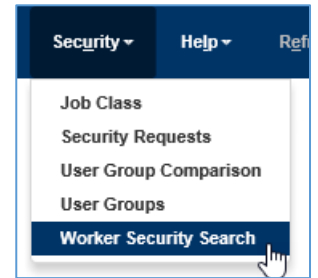 Security Help
Job Class
Security Requests
User Group Comparison
User Groups
Worker Security Search